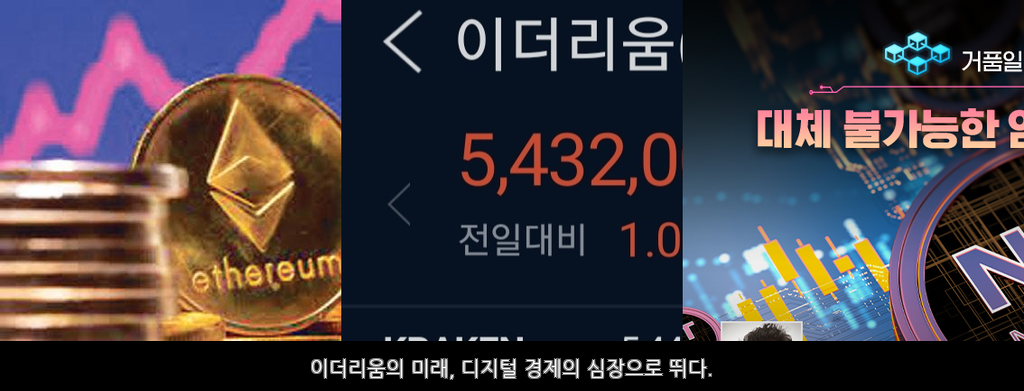 ethereum
이더리움(
5,432,0
전일대비 1.0
KRAKEN
거품일
대체 불가능한
N
이더리움의 미래, 디지털 경제의 심장으로 뛰다.